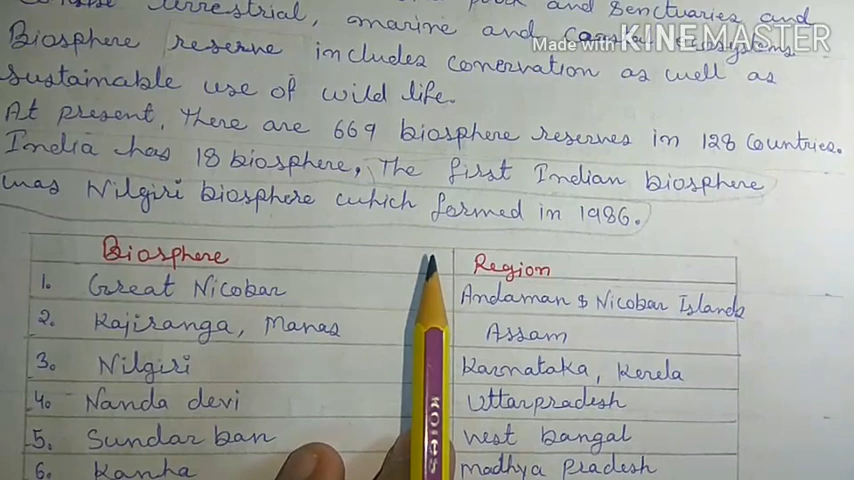 terrestrial, marine and and Senctuaries and
Made with KINEMASTER
Biosphere reserve includes conervation as well as
sustainable use of wild life.
At present, There are 669 biosphere reserves in 128 Countries.
India has 18 biosphere, The first Indian biosphere
was Nilgiri biosphere which formed in 1986.
Biosphere Region
1. Great Nicobar Andaman $ Nicobar Islands
2. Kajiranga, Manas Assam
3. Nilgiri Karnataka, Kerela
4. Nanda devi Uttarpradesh
5. Sundar ban West bangal
6. Kanha Madhya Pradesh
KOIES